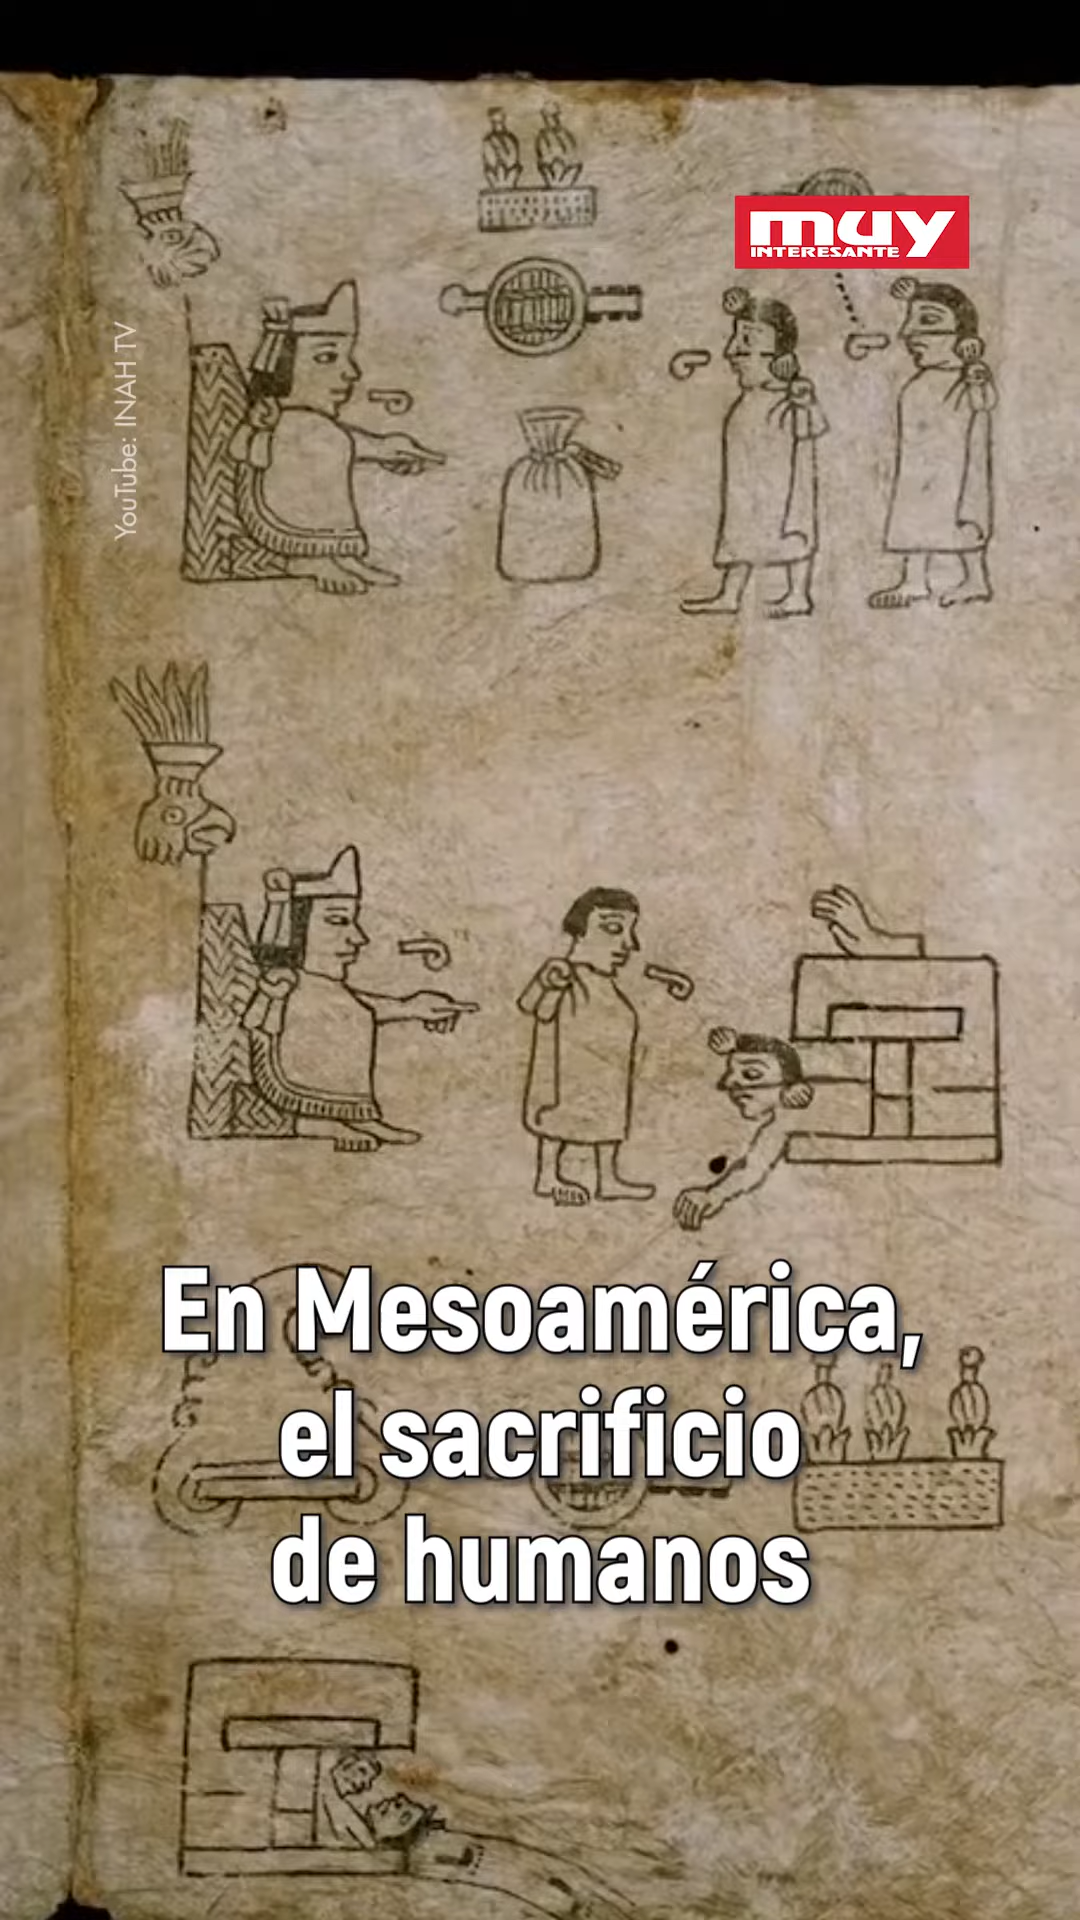 muy
INTERESANTE
YouTube: INAH TV
En Mesoamérica,
el sacrificio
de humanos